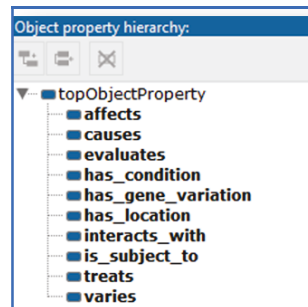 Object property hierarchy:
topObjectProperty
affects
causes
evaluates
has_condition
has_gene_variation
has_location
interacts_with
is_subject_to
treats
varies